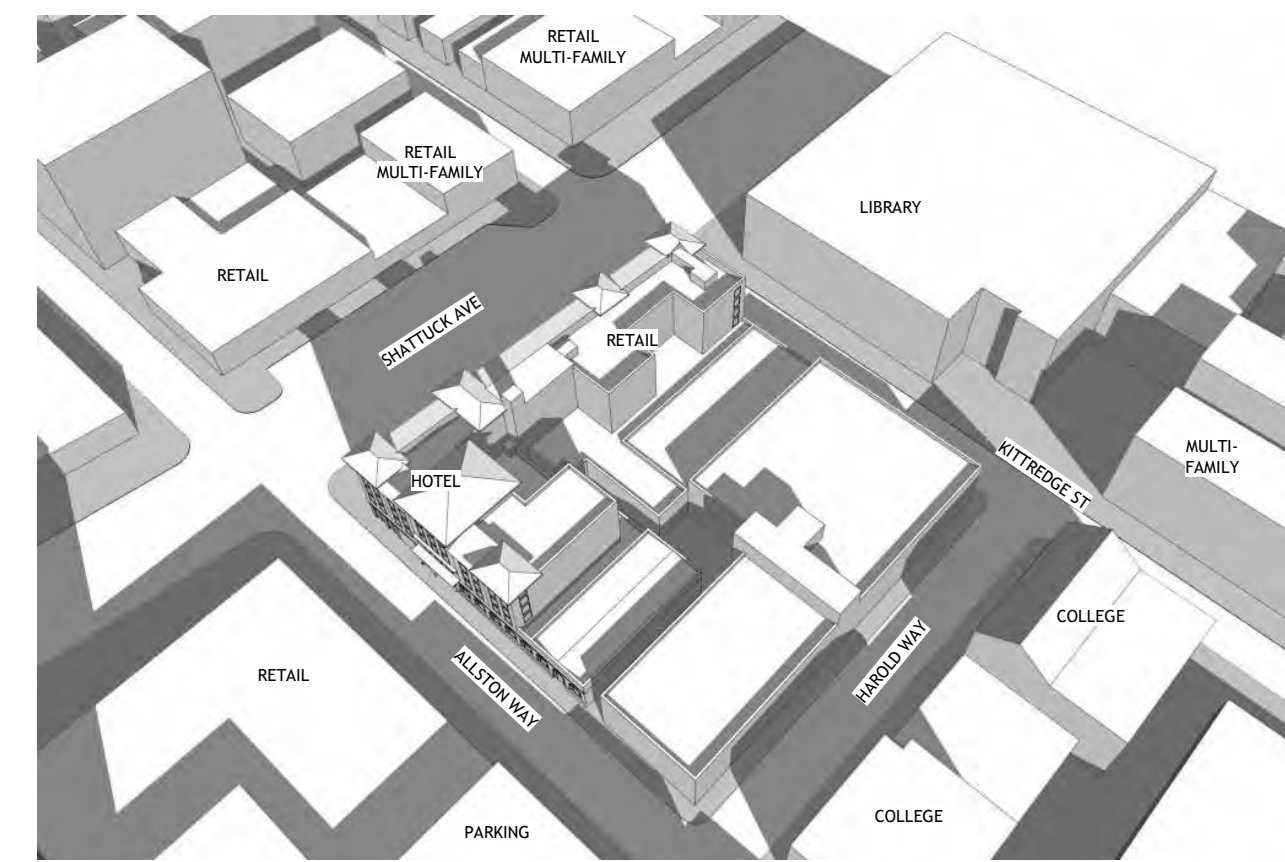 RETAIL
MULTI-FAMILY
RETAIL
MULTI-FAMILY
LIBRARY
RETAIL
SHATTUCK AVE
RETAIL
HOTEL
KITTREDGE ST
MULTI-
FAMILY
COLLEGE
HAROLD WAY
RETAIL
ALLSTON WAY
COLLEGE
PARKING